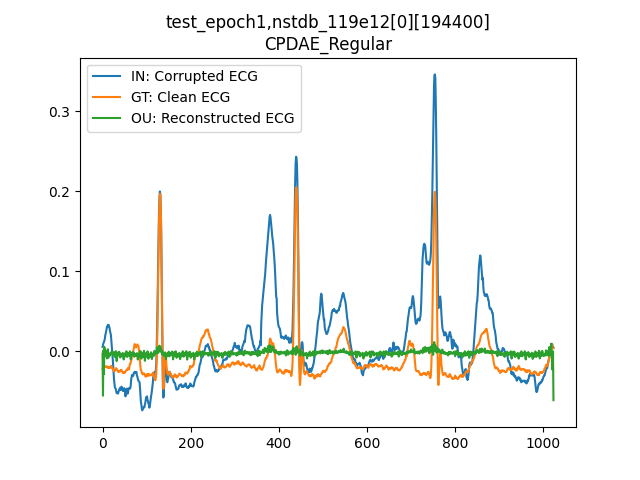 test_epoch1,nstdb_119e12[0][194400]
CPDAE_Regular
IN: Corrupted ECG
GT: Clean ECG
OU: Reconstructed ECG
0.3
0.2
0.1
0.0
0
200
400
600
800
1000